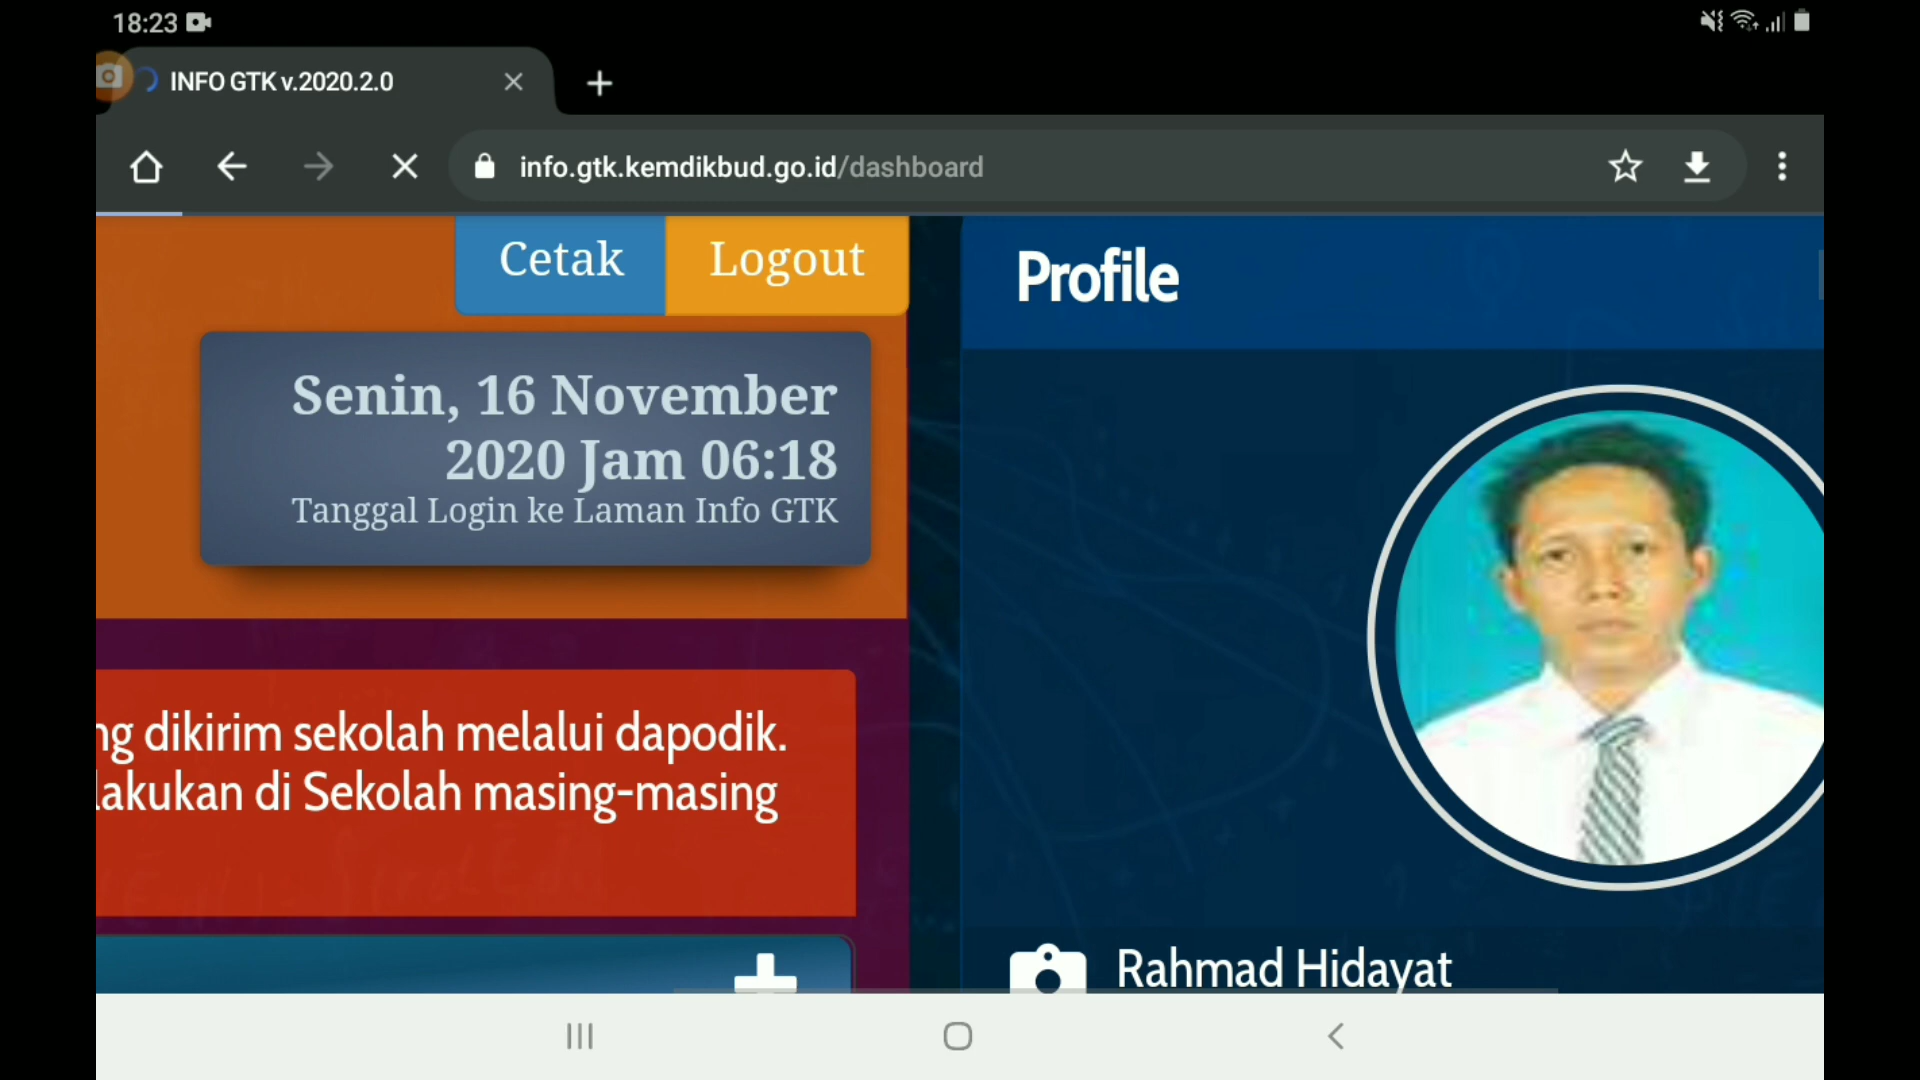 18:23
INFO GTK v.2020.2.0
info.gtk.kemdikbud.go.id/dashboard
Cetak
Logout
Profile
Senin, 16 November
2020 Jam 06:18
Tanggal Login ke Laman Info GTK
dikirim sekolah melalui dapodik.
di Sekolah masing-masing
Rahmad Hidayat